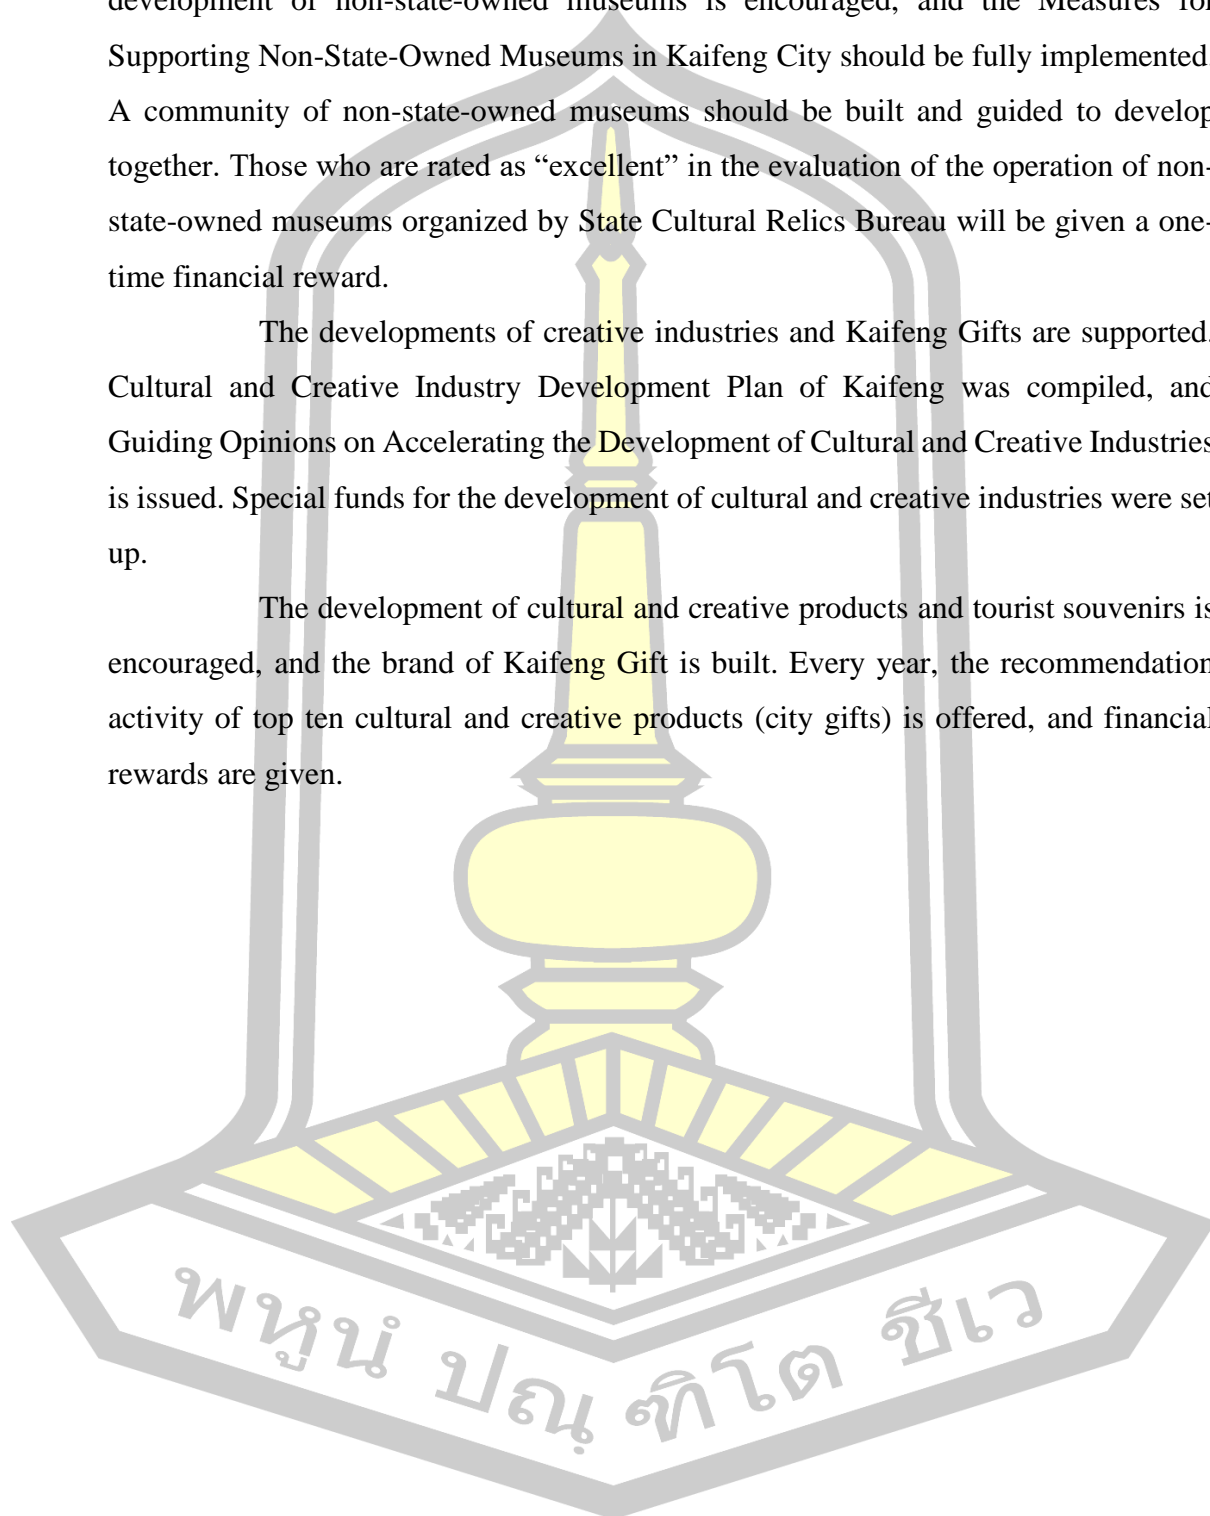 development of non-state-owned museums is encouraged, and the Measures for
Supporting Non-State-Owned Museums in Kaifeng City should be fully implemented.
A community of non-state-owned museums should be built and guided to develop
together. Those who are rated as “excellent” in the evaluation of the operation of non-
state-owned museums organized by State Cultural Relics Bureau will be given a one-
time financial reward.
The developments of creative industries and Kaifeng Gifts are supported.
Cultural and Creative Industry Development Plan of Kaifeng was compiled, and
Guiding Opinions on Accelerating the Development of Cultural and Creative Industries
is issued. Special funds for the development of cultural and creative industries were set
up.
The development of cultural and creative products and tourist souvenirs is
encouraged, and the brand of Kaifeng Gift is built. Every year, the recommendation
activity of top ten cultural and creative products (city gifts) is offered, and financial
rewards are given.
พหูนํ ปณฺฑิโต ชีเว